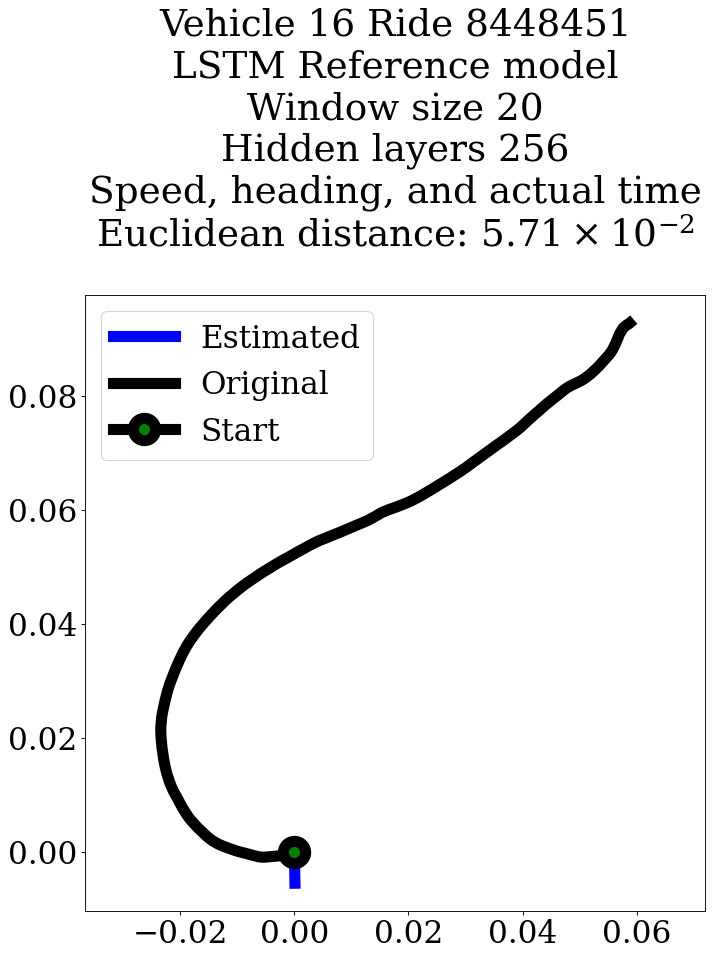 Vehicle 16 Ride 8448451
LSTM Reference model
Window size 20
Hidden layers 256
Speed, heading, and actual time
Euclidean distance: 5.71 × 10⁻²
Estimated
Original
Start
0.08
0.06
0.04
0.02
0.00
−0.02 0.00 0.02 0.04 0.06